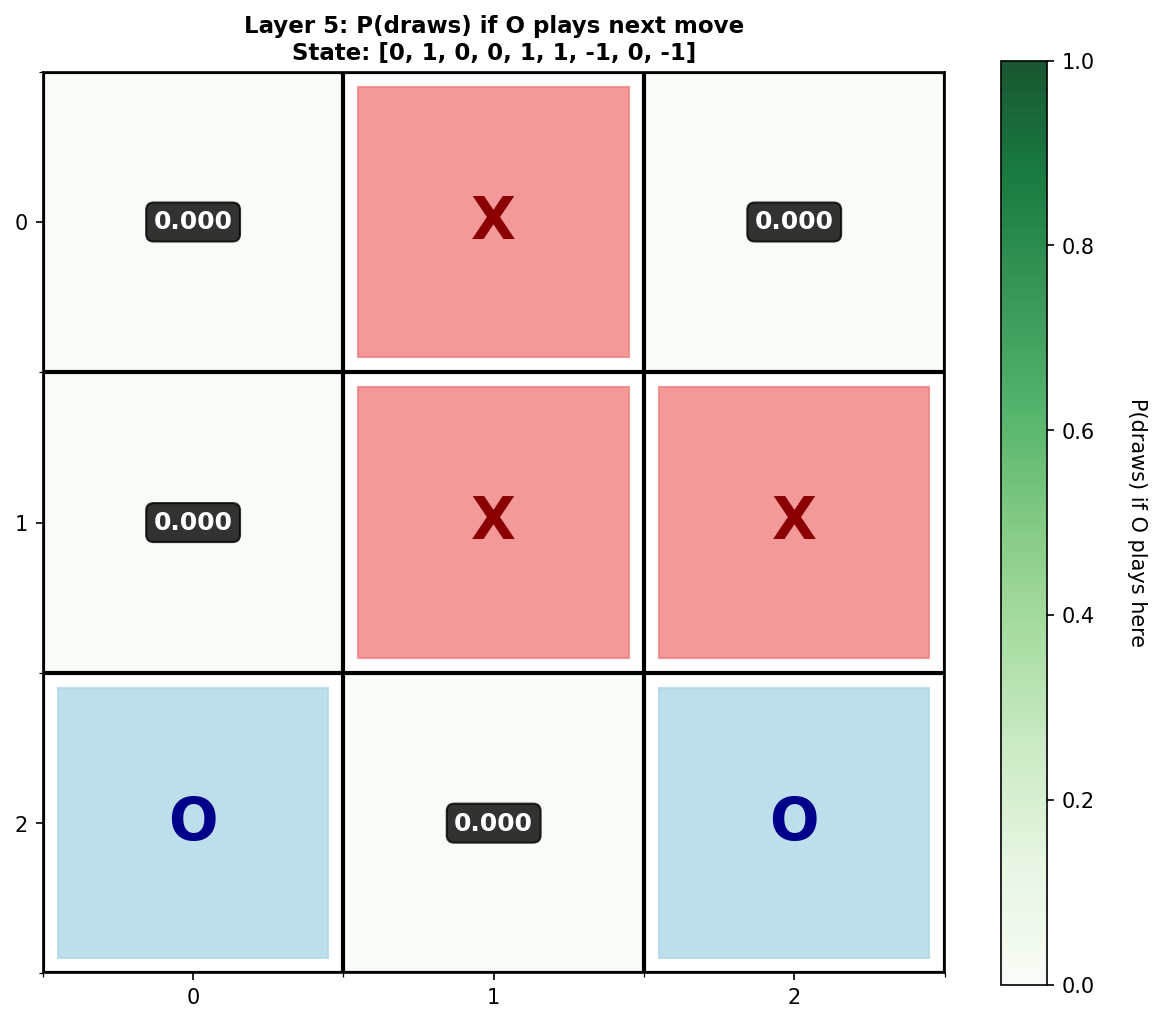 Layer 5: P(draws) if O plays next move
State: [0, 1, 0, 0, 1, 1, -1, 0, -1]
0.000 X 0.000
0.000 X X
O 0.000 O
0
1
2
0 1 2
1.0
0.8
0.6
0.4
0.2
0.0
P(draws) if O plays here